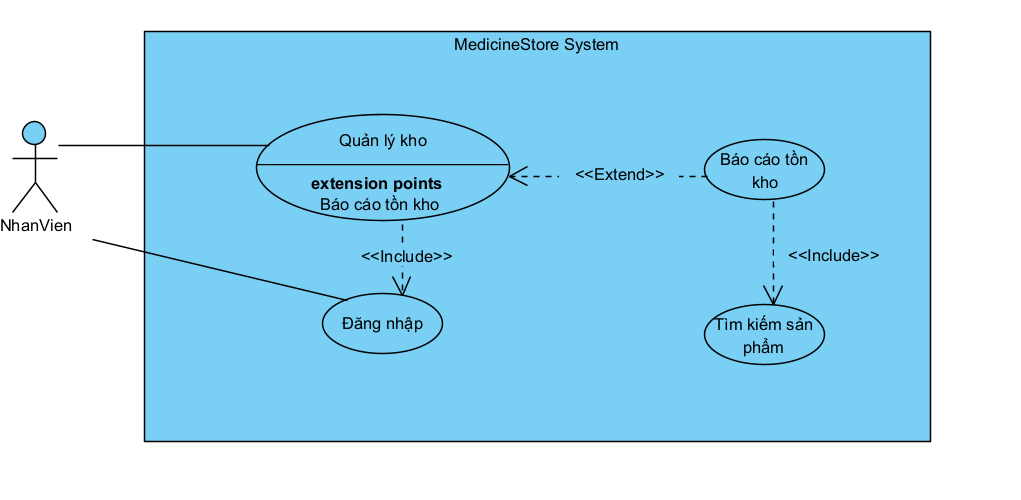 MedicineStore System
Quản lý kho
extension points
Báo cáo tồn kho
<<Extend>>
Báo cáo tồn
kho
NhanVien
<<Include>>
<<Include>>
Đăng nhập
Tìm kiếm sản
phẩm